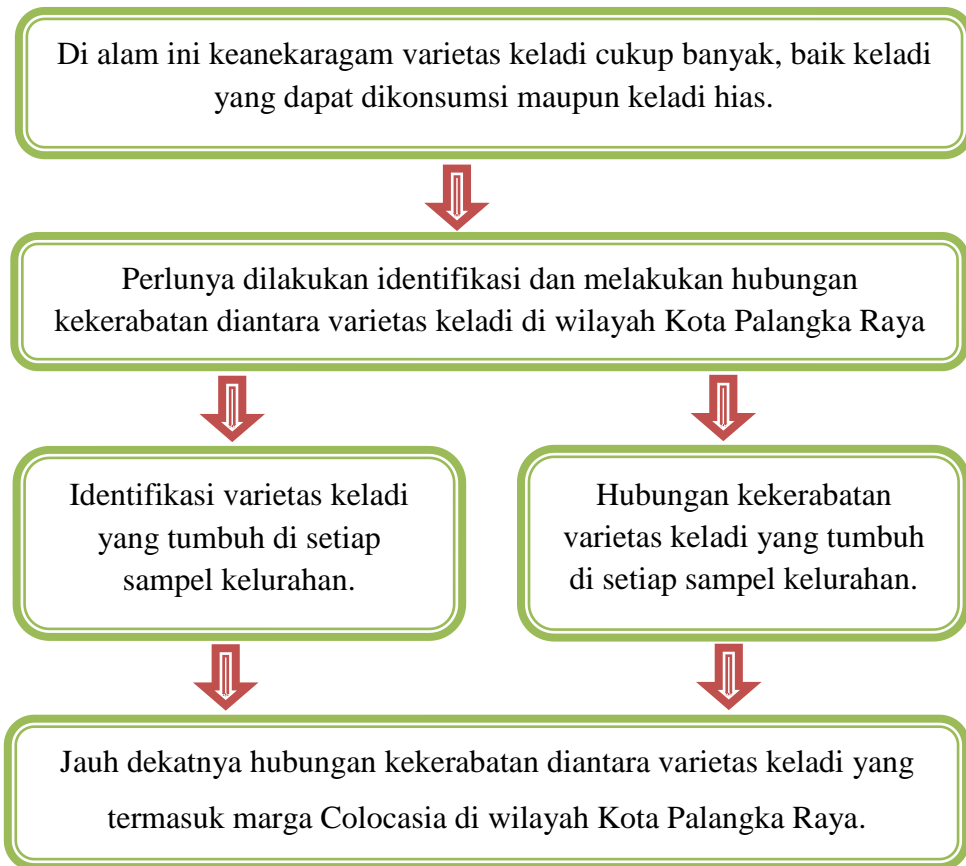 Di alam ini keanekaragam varietas keladi cukup banyak, baik keladi
yang dapat dikonsumsi maupun keladi hias.
Perlunya dilakukan identifikasi dan melakukan hubungan
kekerabatan diantara varietas keladi di wilayah Kota Palangka Raya
Identifikasi varietas keladi
yang tumbuh di setiap
sampel kelurahan.
Hubungan kekerabatan
varietas keladi yang tumbuh
di setiap sampel kelurahan.
Jauh dekatnya hubungan kekerabatan diantara varietas keladi yang
termasuk marga Colocasia di wilayah Kota Palangka Raya.